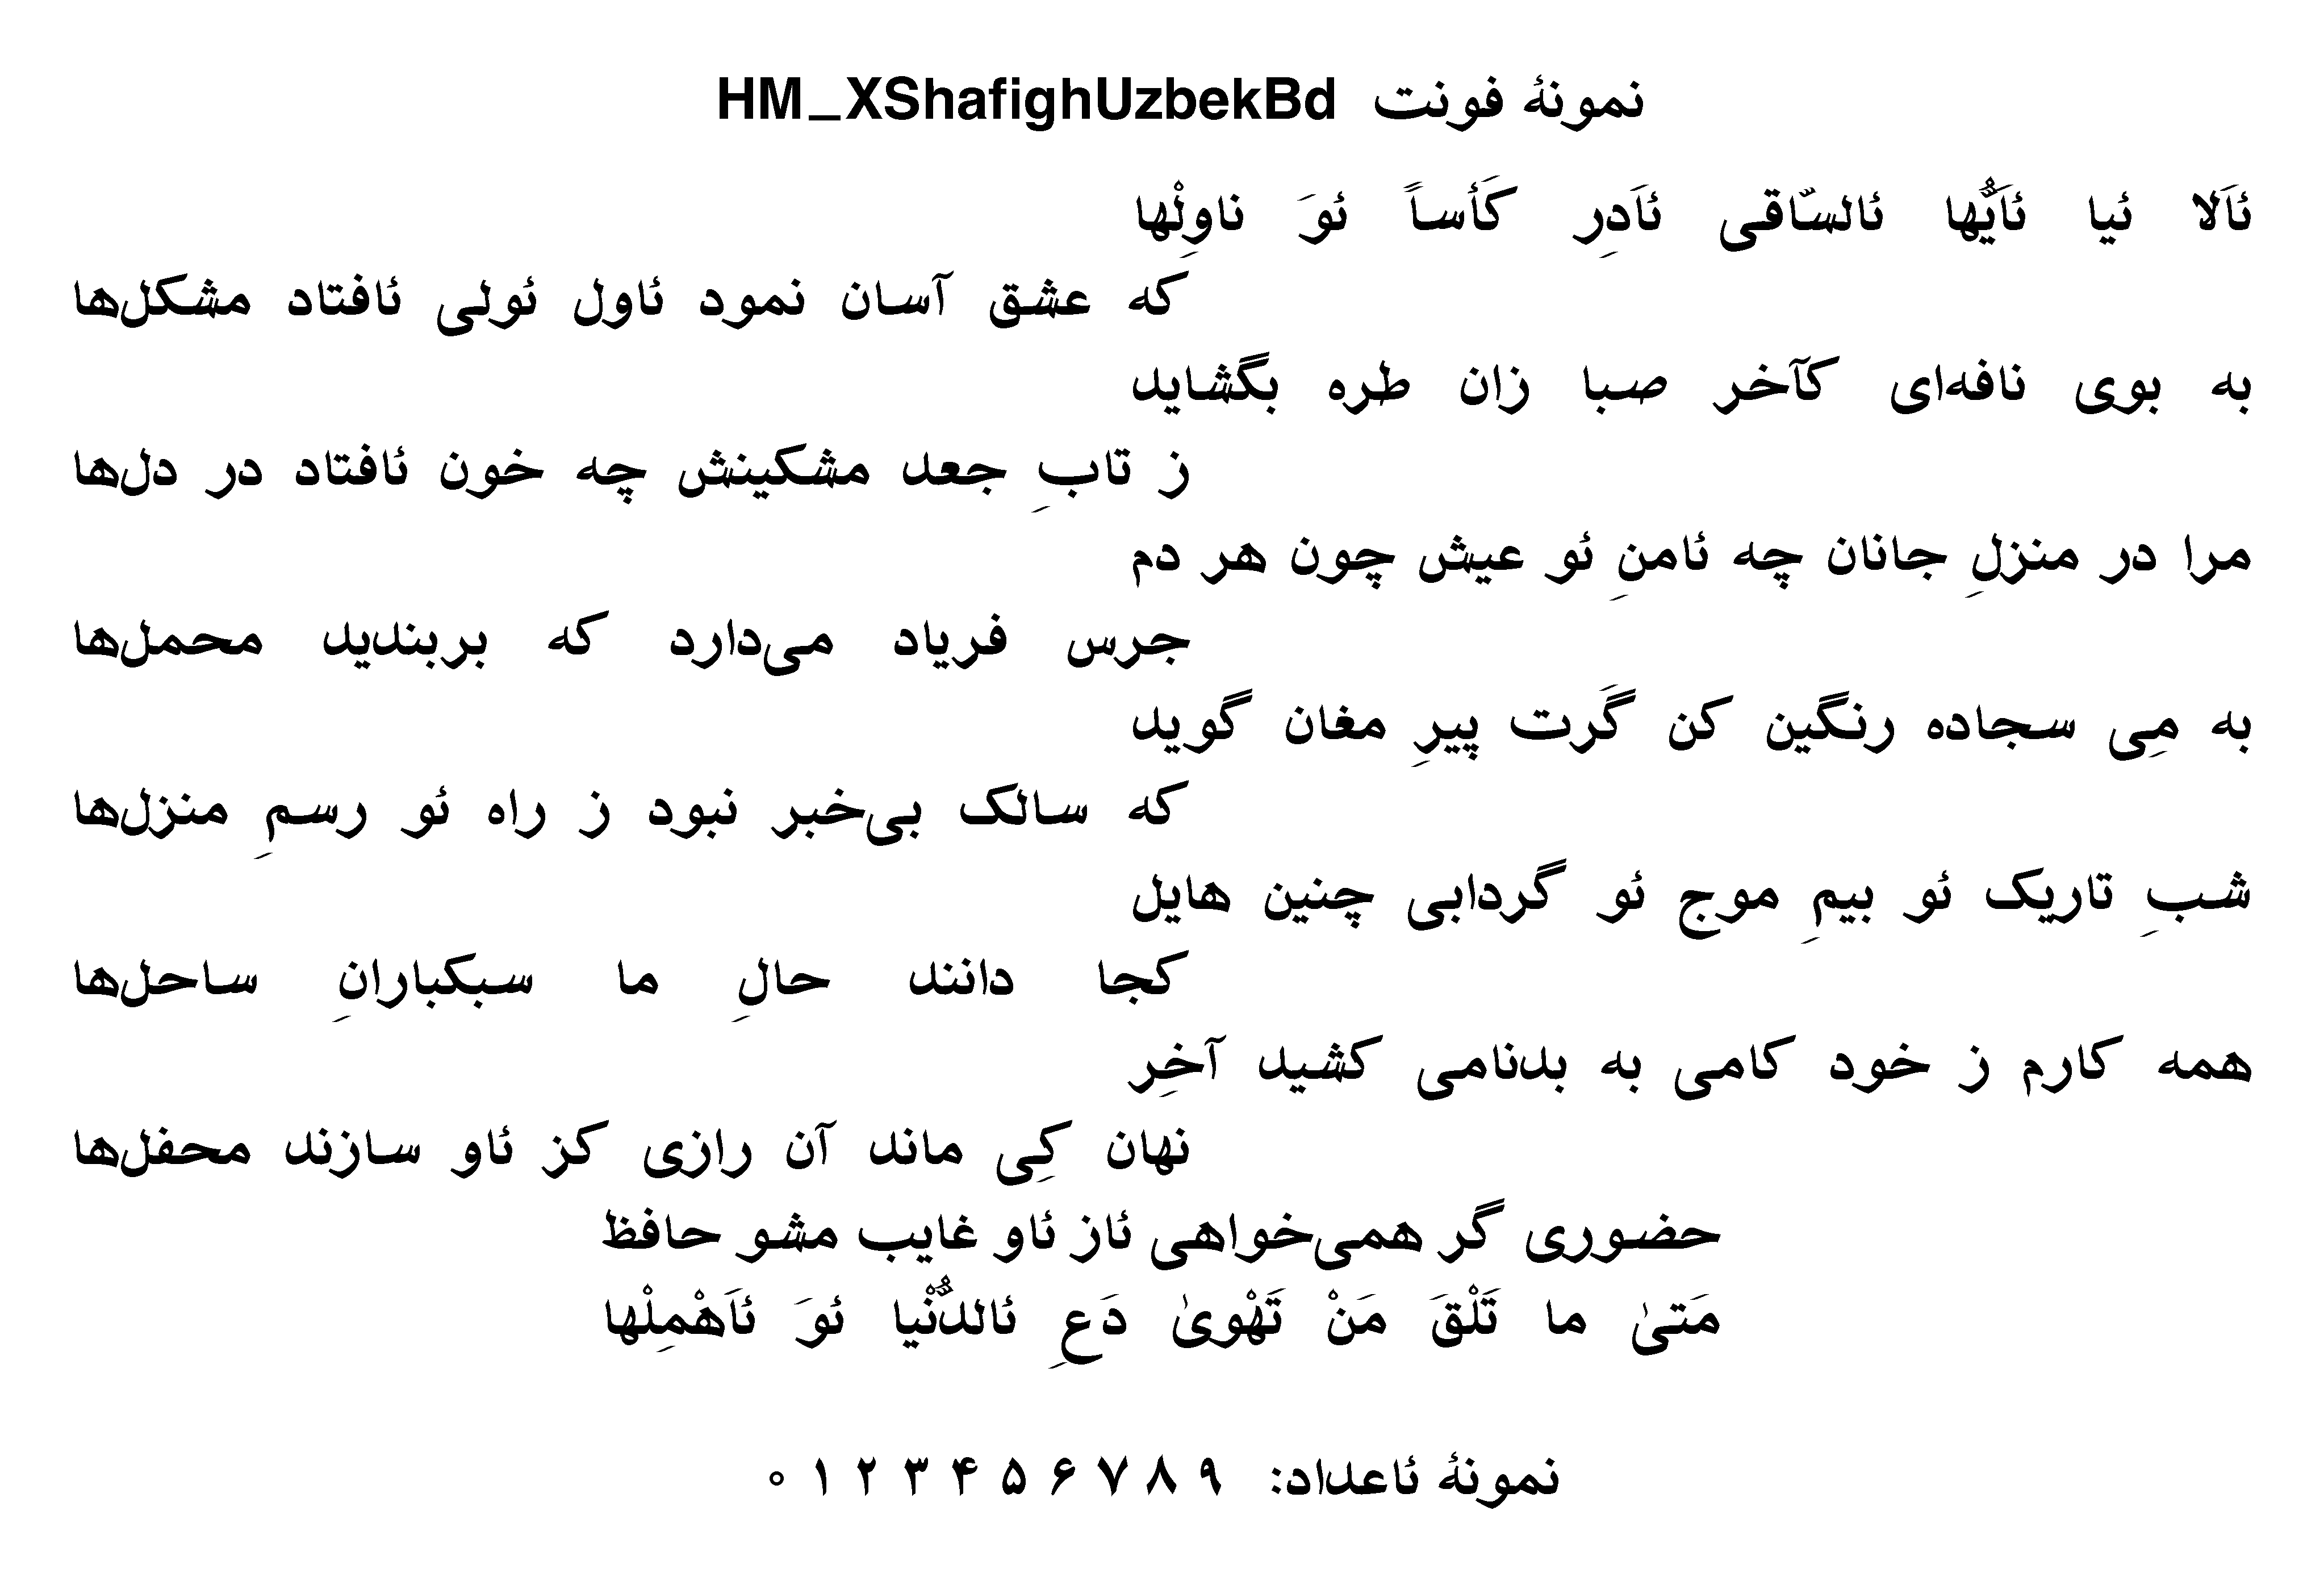 نمونهٔ فونت HM_XShafighUzbekBd
ئَالا ئیا ئَایُّها ئالسّاقی ئَادِرِ کَأساً ئوَ ناوِلْها
که عشق آسان نمود ئاول ئولی ئافتاد مشکل‌ها
به بوی نافه‌ای کآخر صبا زان طره بگشاید
ز تابِ جعد مشکینش چه خون ئافتاد در دل‌ها
مرا در منزلِ جانان چه ئامنِ ئو عیش چون هر دم
جرس فریاد می‌دارد که بربندید محمل‌ها
به مِی سجاده رنگین کن گَرت پیرِ مغان گوید
که سالک بی‌خبر نبود ز راه ئو رسمِ منزل‌ها
شبِ تاریک ئو بیمِ موج ئو گردابی چنین هایل
کجا دانند حالِ ما سبکبارانِ ساحل‌ها
همه کارم ز خود کامی به بدنامی کشید آخِر
نهان کِی ماند آن رازی کز ئاو سازند محفل‌ها
حضوری گر همی‌خواهی ئاز ئاو غایب مشو حافظ
مَتیٰ ما تَلْقَ مَنْ تَهْویٰ دَعِ ئالدُّنْیا ئوَ ئَاهْمِلْها
نمونهٔ ئاعداد: ۹ ۸ ۷ ۶ ۵ ۴ ۳ ۲ ۱ ۰